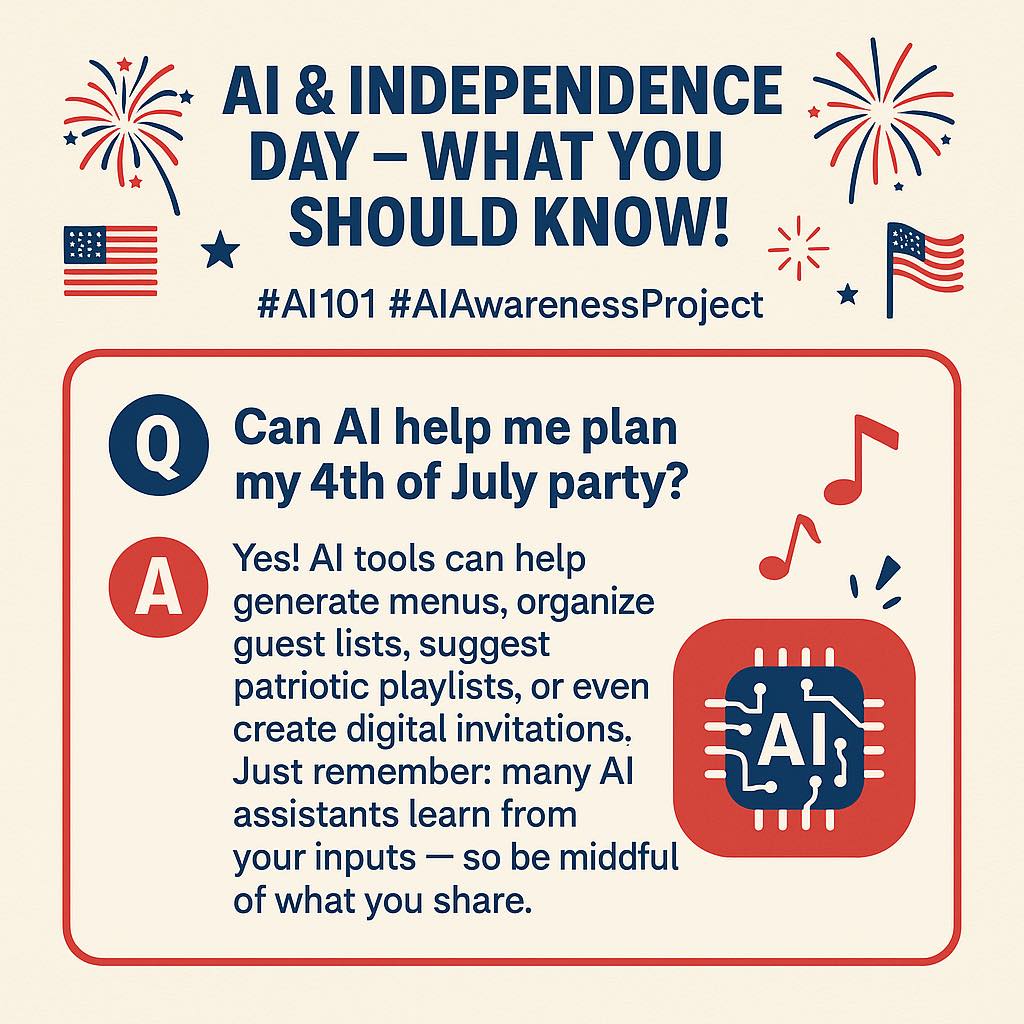 AI & INDEPENDENCE
DAY – WHAT YOU
SHOULD KNOW!
#AI101 #AIAwarenessProject
Q
Can AI help me plan
my 4th of July party?
A
Yes! AI tools can help
generate menus, organize
guest lists, suggest
patriotic playlists, or even
create digital invitations.
Just remember: many AI
assistants learn from
your inputs — so be middful
of what you share.
AI